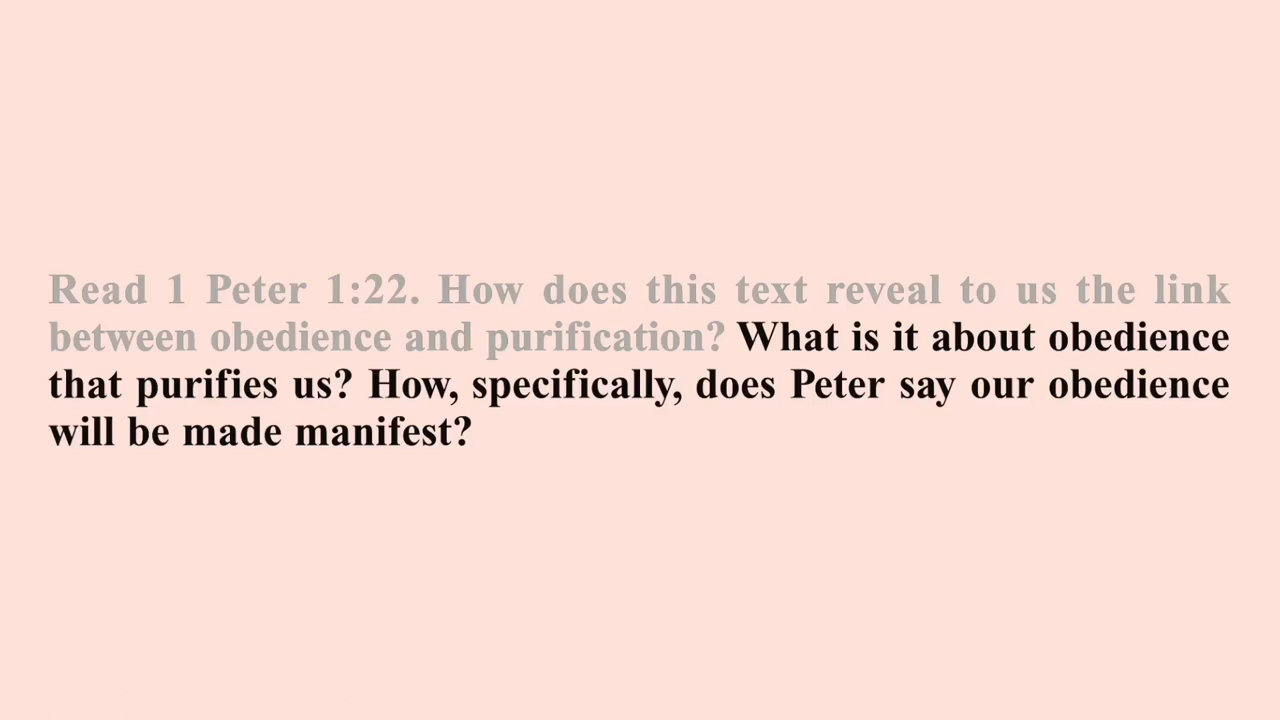 Read 1 Peter 1:22. How does this text reveal to us the link
between obedience and purification? What is it about obedience
that purifies us? How, specifically, does Peter say our obedience
will be made manifest?